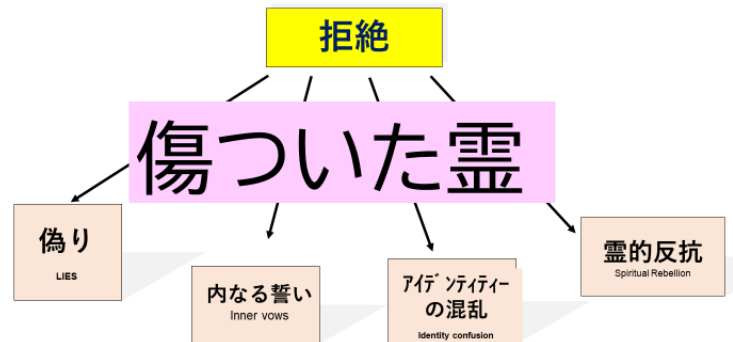 拒絶
傷ついた霊
偽り
LIES
内なる誓い
Inner vows
アイデンティティー
の混乱
Identity confusion
霊的反抗
Spiritual Rebellion